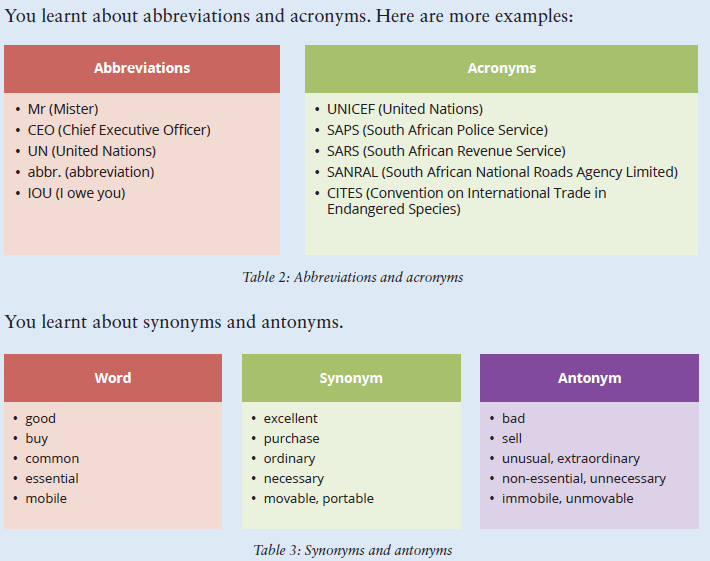 You learnt about abbreviations and acronyms. Here are more examples:
Abbreviations
• Mr (Mister)
• CEO (Chief Executive Officer)
• UN (United Nations)
• abbr. (abbreviation)
• IOU (I owe you)
Acronyms
• UNICEF (United Nations)
• SAPS (South African Police Service)
• SARS (South African Revenue Service)
• SANRAL (South African National Roads Agency Limited)
• CITES (Convention on International Trade in
Endangered Species)
Table 2: Abbreviations and acronyms
You learnt about synonyms and antonyms.
Word
• good
• buy
• common
• essential
• mobile
Synonym
• excellent
• purchase
• ordinary
• necessary
• movable, portable
Antonym
• bad
• sell
• unusual, extraordinary
• non-essential, unnecessary
• immobile, unmovable
Table 3: Synonyms and antonyms